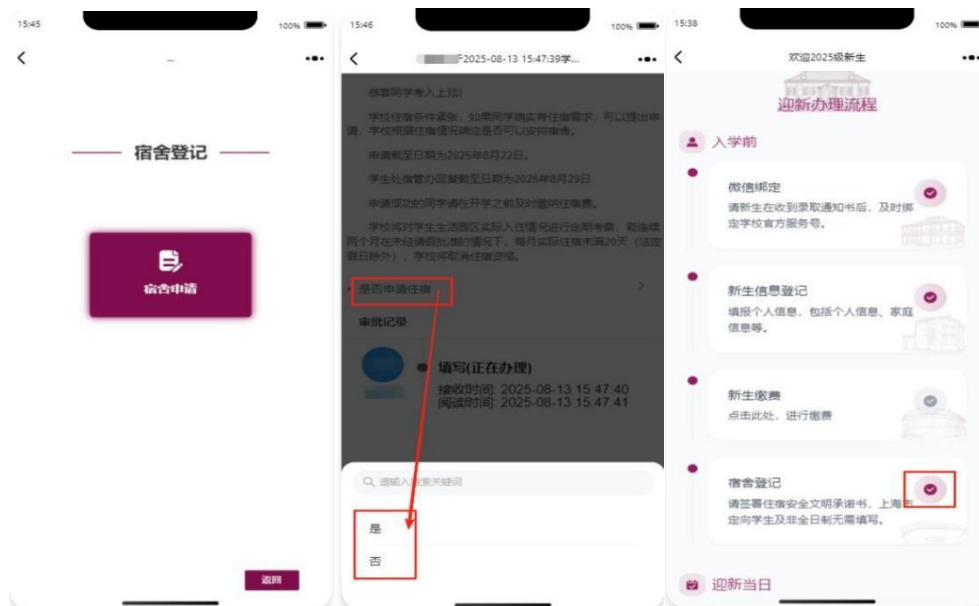 15:45
100%
宿舍登记
宿舍申请
返回
15:46
100%
2025-08-13 15:47:39学...
恭喜同学考入上戏!
学校住宿条件紧张，如果同学确实有住宿需求，可以提出申
请，学校根据住宿情况确定是否可以安排宿舍。
申请截至日期为2025年8月22日。
学生处宿管办回复截至日期为2025年8月29日
申请成功的同学请在开学之前及时缴纳住宿费。
学校将对学生生活园区实际入住情况进行定期考察，若连续
两个月在未经请假批准的情况下，每月实际住宿未满20天（法定
假日除外），学校将取消住宿资格。
是否申请住宿
审批记录
填写(正在办理)
接收时间: 2025-08-13 15:47:40
阅读时间: 2025-08-13 15:47:41
请输入搜索关键词
是
否
15:38
100%
欢迎2025级新生
迎新办理流程
入学前
微信绑定
请新生在收到录取通知书后，及时绑
定学校官方服务号。
新生信息登记
填报个人信息，包括个人信息、家庭
信息等。
新生缴费
点击此处，进行缴费
宿舍登记
请签署住宿安全文明承诺书，上海市
定向学生及非全日制无需填写。
迎新当日